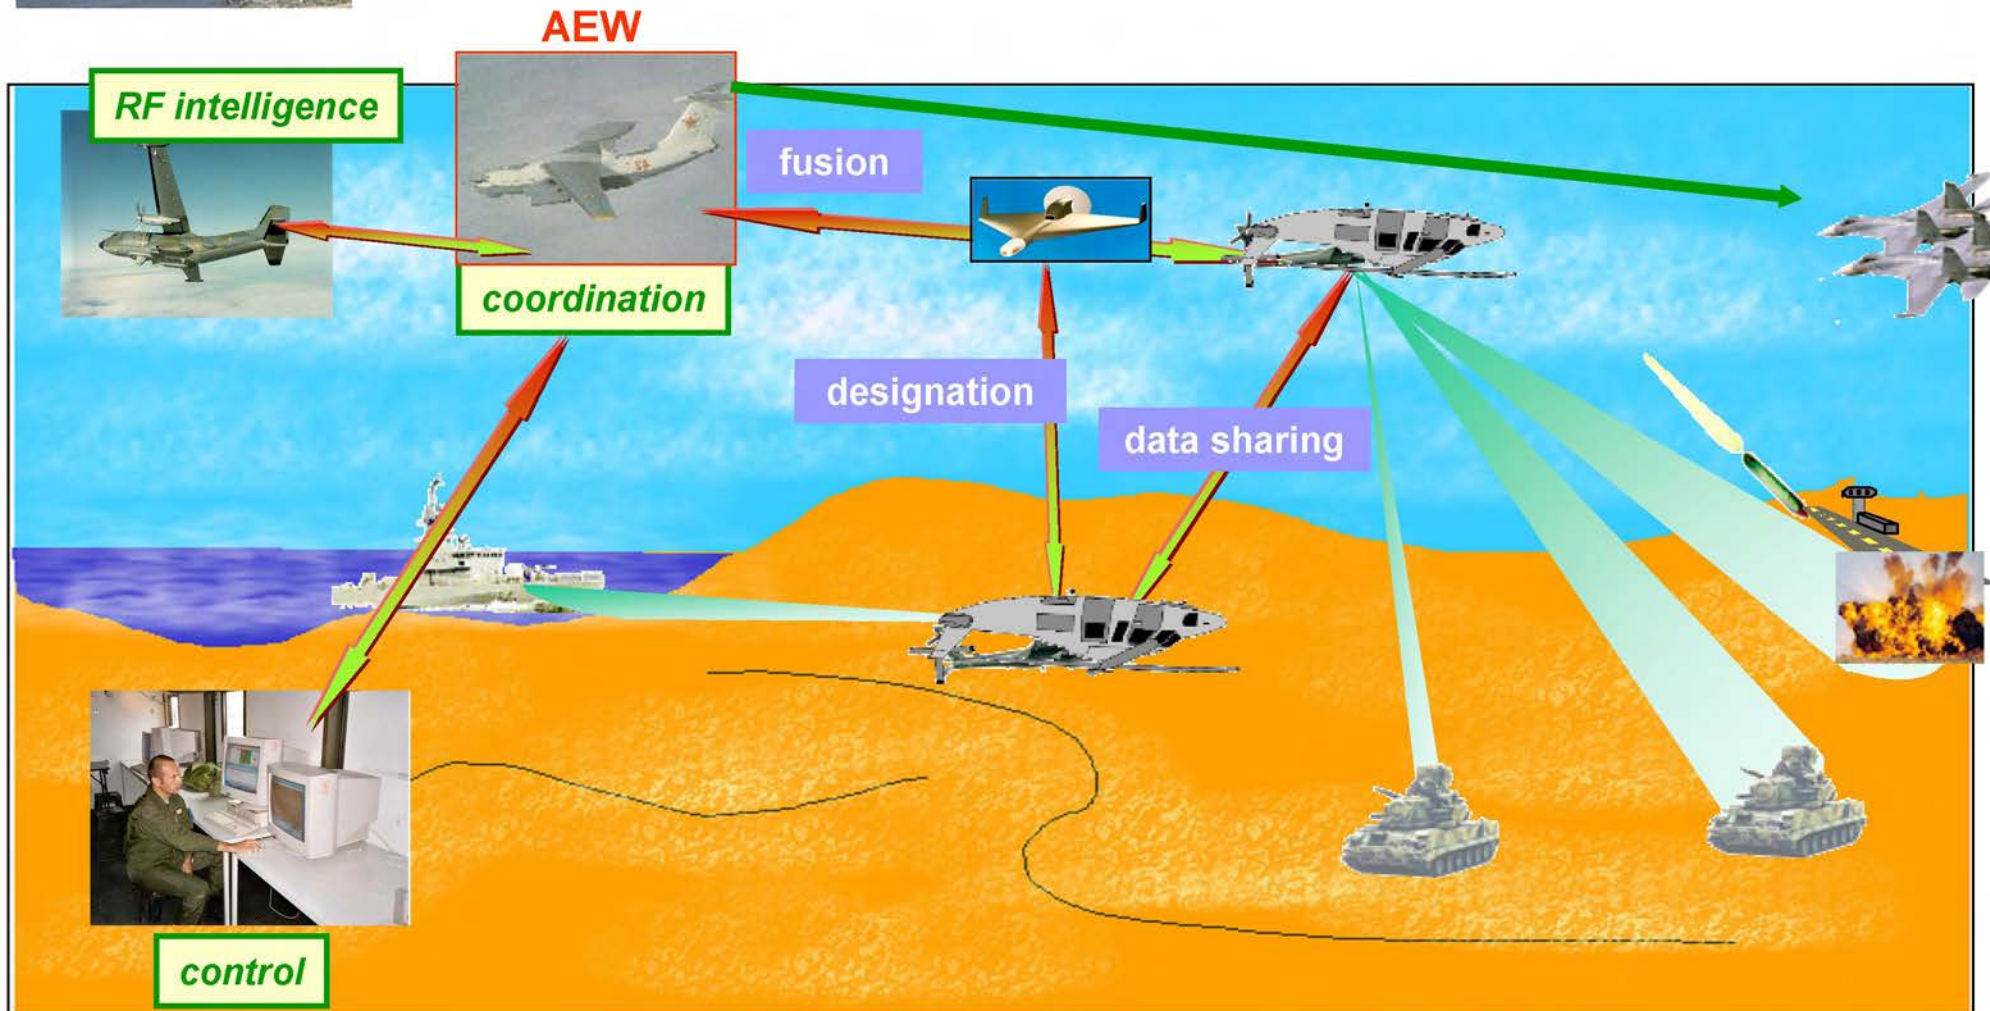 AEW
RF intelligence
fusion
coordination
designation
data sharing
control